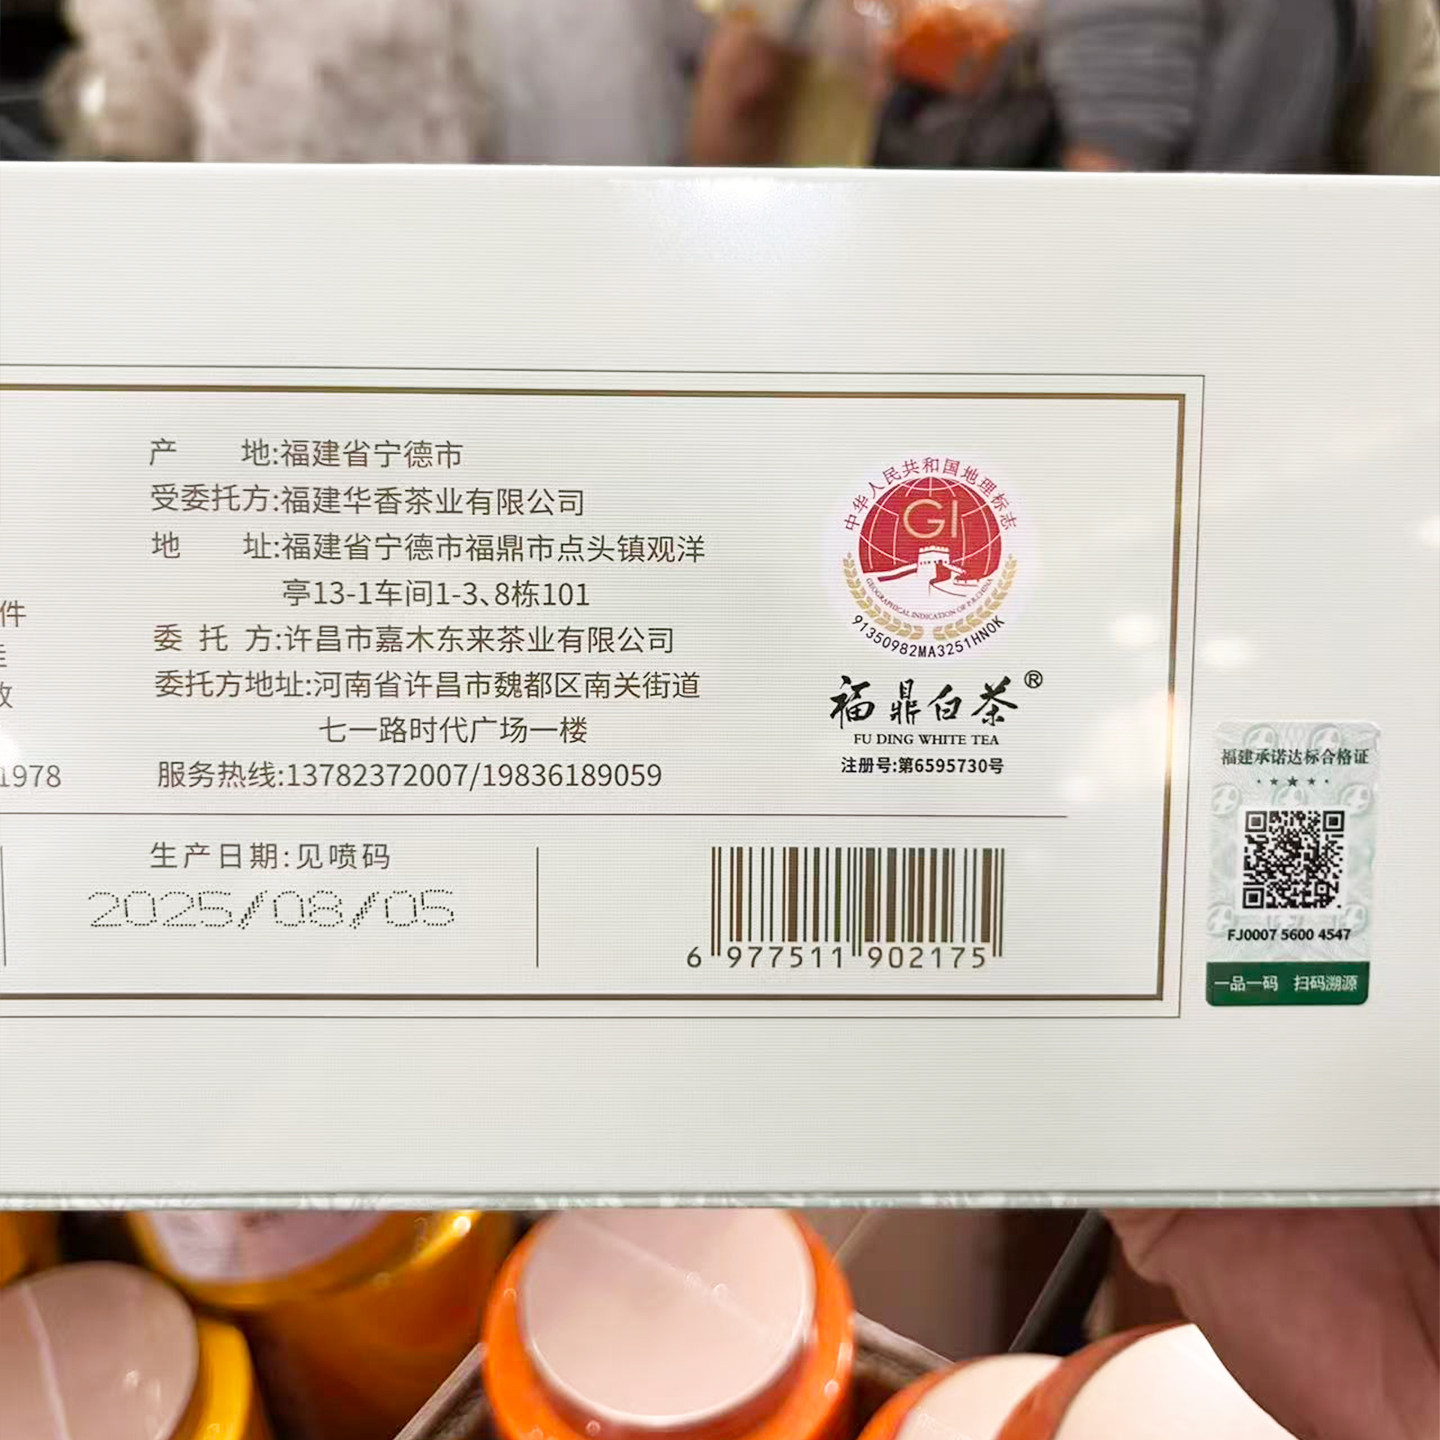 产 地:福建省宁德市
受委托方:福建华香茶业有限公司
地 址:福建省宁德市福鼎市点头镇观洋
亭13-1车间1-3、8栋101
件
委 托 方:许昌市嘉木东来茶业有限公司
委托方地址:河南省许昌市魏都区南关街道
七一路时代广场一楼
1978
服务热线:13782372007/19836189059
中华人民共和国地理标志
GI
GEOGRAPHICAL INDICATION OF P.R.CHINA
91350982MA3251HN0K
福鼎白茶®
FU DING WHITE TEA
注册号:第6595730号
生产日期:见喷码
2025/08/05
6 977511 902175
福建承诺达标合格证
FJ0007 5600 4547
一品一码 扫码溯源